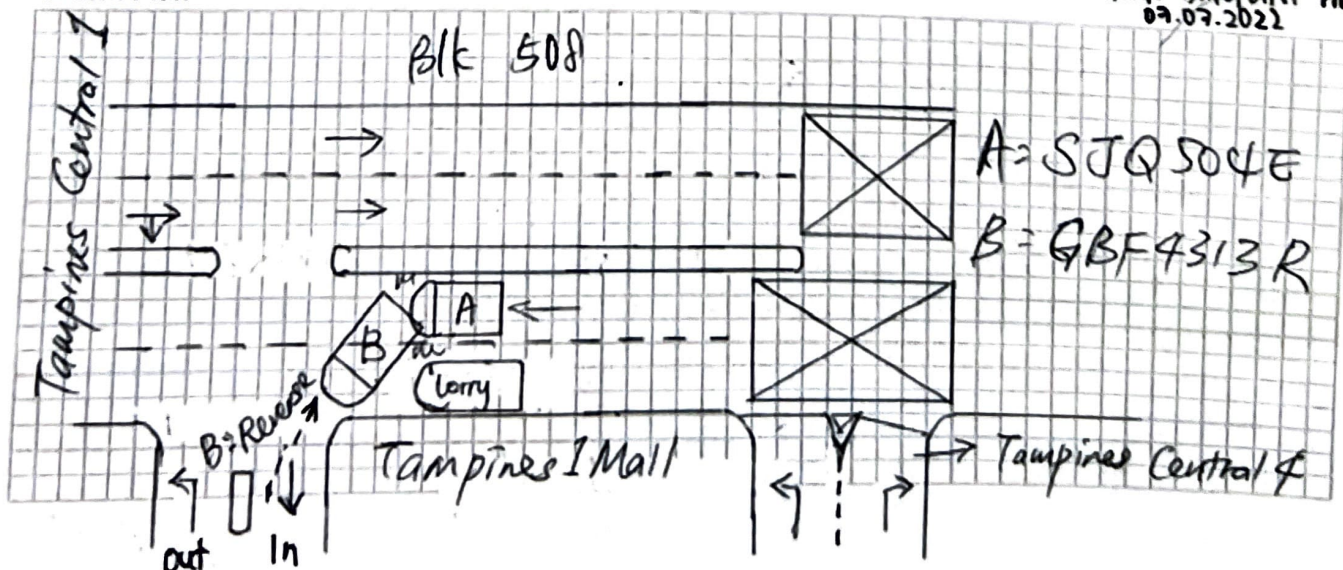 07.07.2022
Blk 508
Tampines Central 1
A = SJQ504E
B = GBF4313R
A
B
Lorry
B = Reverse
Tampines 1 Mall
Tampines Central 4
out
In